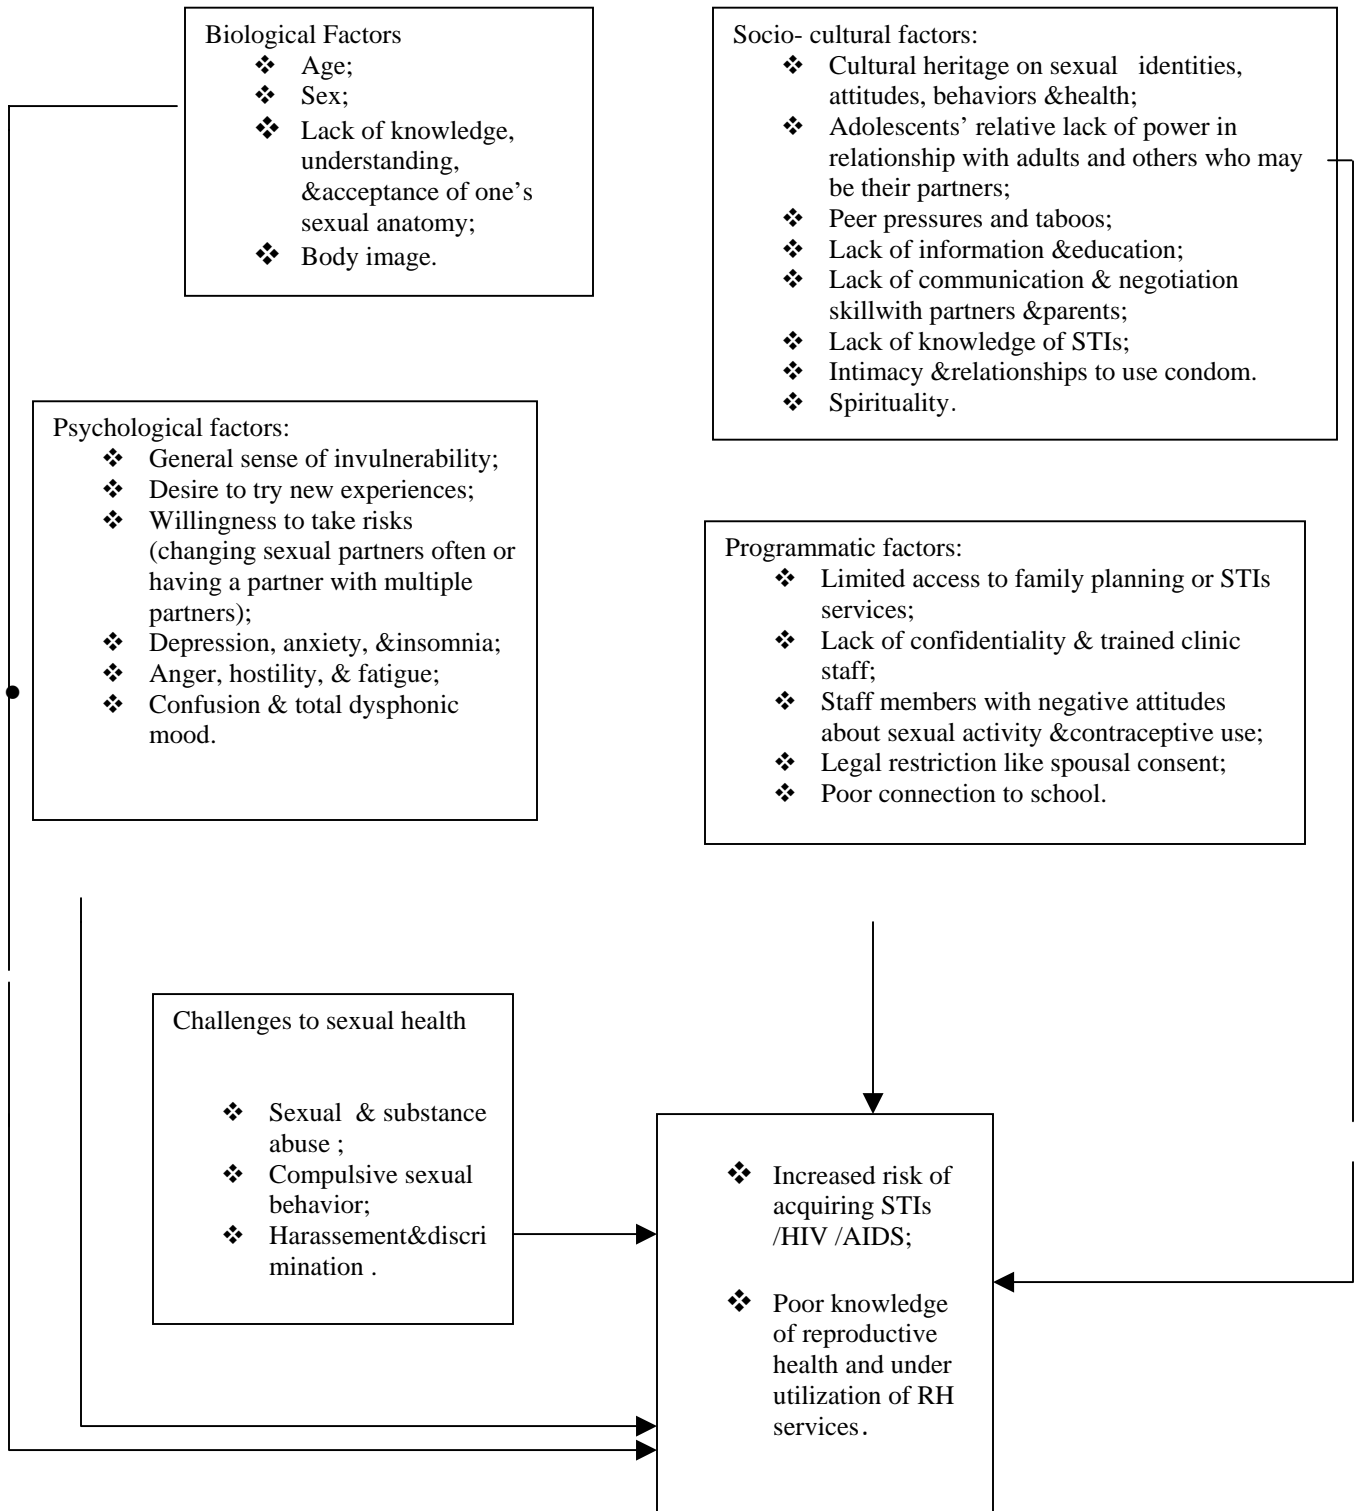 Biological Factors
❖ Age;
❖ Sex;
❖ Lack of knowledge,
understanding,
&acceptance of one’s
sexual anatomy;
❖ Body image.
Socio- cultural factors:
❖ Cultural heritage on sexual identities,
attitudes, behaviors &health;
❖ Adolescents’ relative lack of power in
relationship with adults and others who may
be their partners;
❖ Peer pressures and taboos;
❖ Lack of information &education;
❖ Lack of communication & negotiation
skillwith partners &parents;
❖ Lack of knowledge of STIs;
❖ Intimacy &relationships to use condom.
❖ Spirituality.
Psychological factors:
❖ General sense of invulnerability;
❖ Desire to try new experiences;
❖ Willingness to take risks
(changing sexual partners often or
having a partner with multiple
partners);
❖ Depression, anxiety, &insomnia;
❖ Anger, hostility, & fatigue;
❖ Confusion & total dysphonic
mood.
Programmatic factors:
❖ Limited access to family planning or STIs
services;
❖ Lack of confidentiality & trained clinic
staff;
❖ Staff members with negative attitudes
about sexual activity &contraceptive use;
❖ Legal restriction like spousal consent;
❖ Poor connection to school.
Challenges to sexual health
❖ Sexual & substance
abuse ;
❖ Compulsive sexual
behavior;
❖ Harassement&discri
mination .
❖ Increased risk of
acquiring STIs
/HIV /AIDS;
❖ Poor knowledge
of reproductive
health and under
utilization of RH
services.